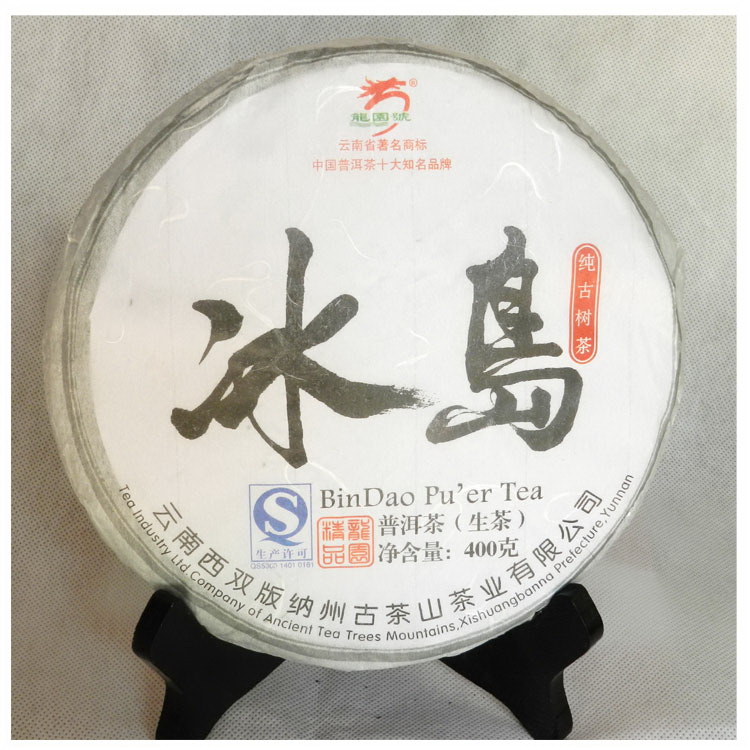 龍園號®
云南省著名商标
中国普洱茶十大知名品牌
冰岛
纯古树茶
BinDao Pu'er Tea
普洱茶（生茶）
净含量：400克
生产许可
QS5300 1401 0181
龍園精品
云南西双版纳州古茶山茶业有限公司
Tea Industry Ltd Company of Ancient Tea Trees Mountains,Xishuangbanna Prefecture,Yunnan